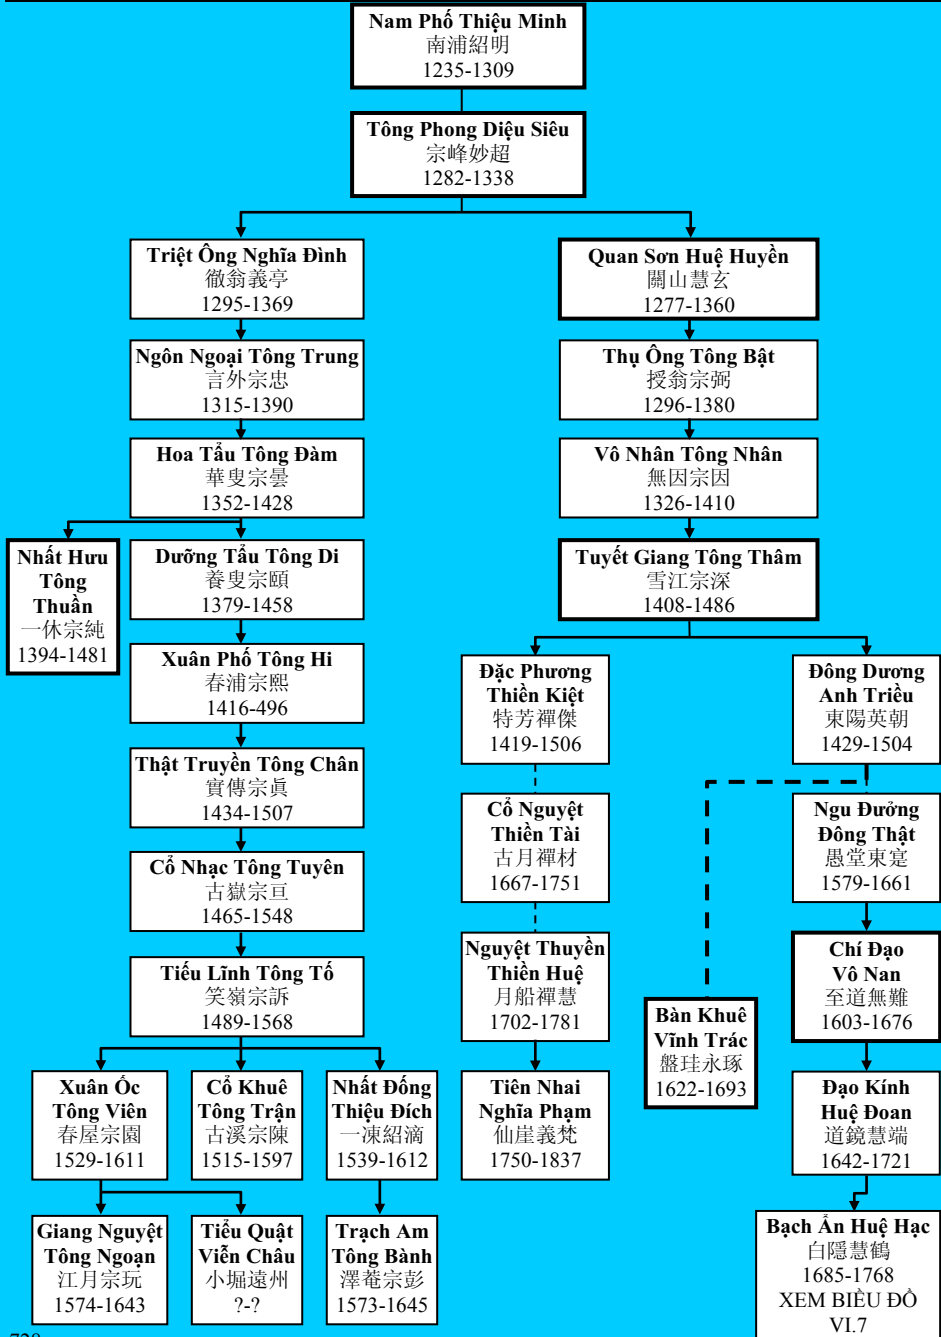 Nam Phố Thiệu Minh
南浦紹明
1235-1309
Tông Phong Diệu Siêu
宗峰妙超
1282-1338
Triệt Ông Nghĩa Đình
徹翁義亭
1295-1369
Quan Sơn Huệ Huyền
關山慧玄
1277-1360
Ngôn Ngoại Tông Trung
言外宗忠
1315-1390
Thụ Ông Tông Bật
授翁宗弼
1296-1380
Hoa Tẩu Tông Đàm
華叟宗曇
1352-1428
Vô Nhân Tông Nhân
無因宗因
1326-1410
Nhất Hưu
Tông
Thuần
一休宗純
1394-1481
Dưỡng Tẩu Tông Di
養叟宗頤
1379-1458
Tuyết Giang Tông Thâm
雪江宗深
1408-1486
Xuân Phố Tông Hi
春浦宗熙
1416-496
Đặc Phương
Thiền Kiệt
特芳禪傑
1419-1506
Đông Dương
Anh Triều
東陽英朝
1429-1504
Thật Truyền Tông Chân
實傳宗眞
1434-1507
Cổ Nguyệt
Thiền Tài
古月禪材
1667-1751
Ngu Đưởng
Đông Thật
愚堂東寔
1579-1661
Cổ Nhạc Tông Tuyên
古嶽宗亘
1465-1548
Tiếu Lĩnh Tông Tố
笑嶺宗訴
1489-1568
Nguyệt Thuyền
Thiền Huệ
月船禪慧
1702-1781
Bàn Khuê
Vĩnh Trác
盤珪永琢
1622-1693
Chí Đạo
Vô Nan
至道無難
1603-1676
Xuân Ốc
Tông Viên
春屋宗園
1529-1611
Cổ Khuê
Tông Trận
古溪宗陳
1515-1597
Nhất Đống
Thiệu Đích
一凍紹滴
1539-1612
Tiên Nhai
Nghĩa Phạm
仙崖義梵
1750-1837
Đạo Kính
Huệ Đoan
道鏡慧端
1642-1721
Giang Nguyệt
Tông Ngoạn
江月宗玩
1574-1643
Tiểu Quật
Viễn Châu
小堀遠州
?-?
Trạch Am
Tông Bành
澤菴宗彭
1573-1645
Bạch Ẩn Huệ Hạc
白隱慧鶴
1685-1768
XEM BIỀU ĐỒ
VI.7